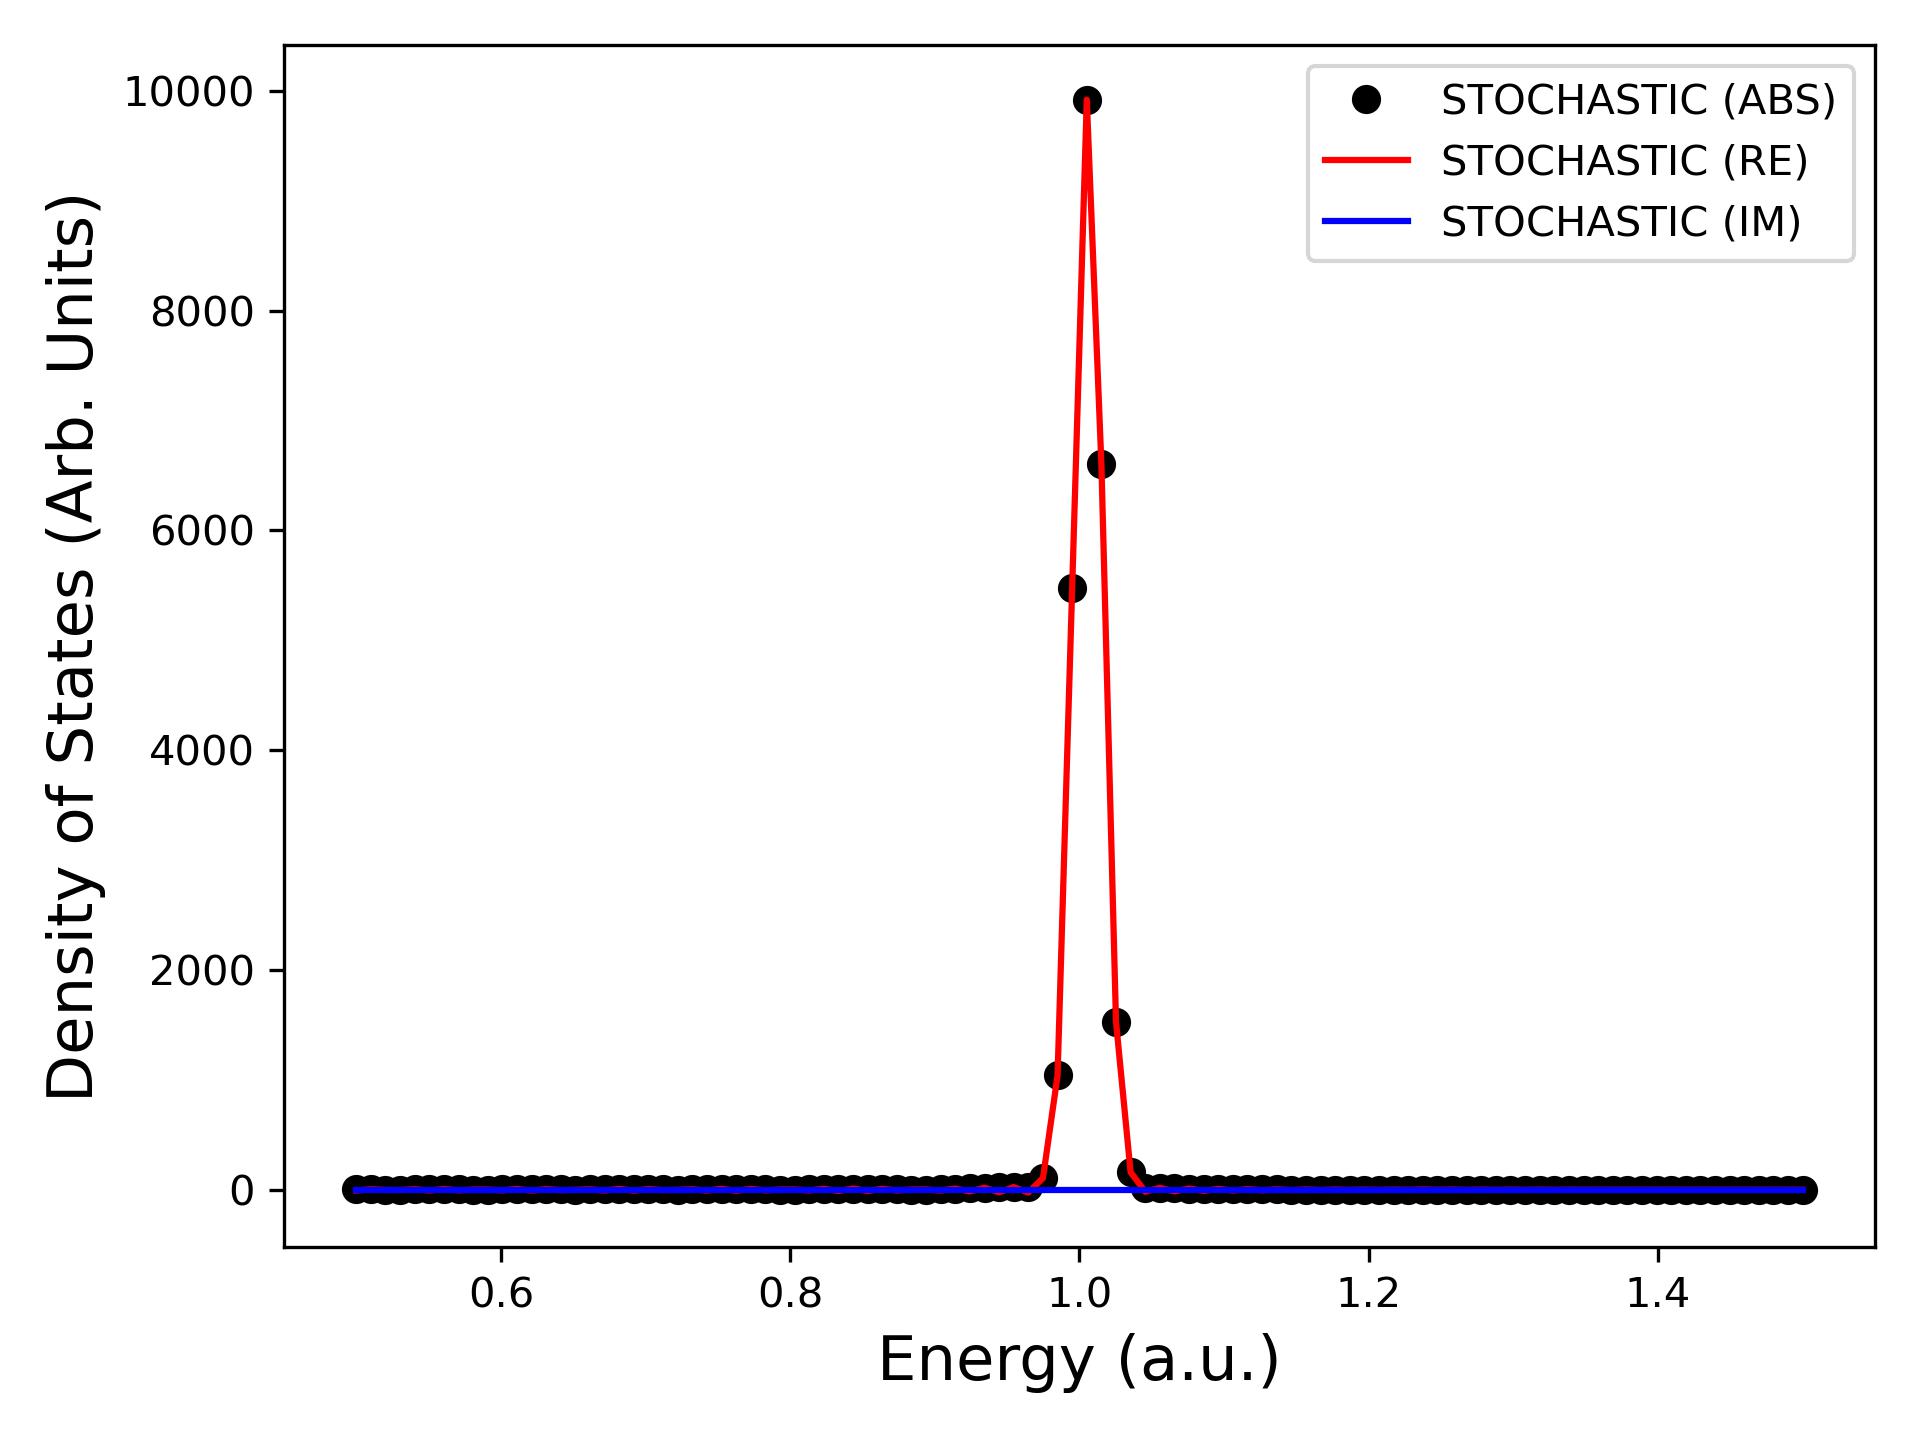 STOCHASTIC (ABS)
STOCHASTIC (RE)
STOCHASTIC (IM)
Density of States (Arb. Units)
10000
8000
6000
4000
2000
0
0.6
0.8
1.0
1.2
1.4
Energy (a.u.)